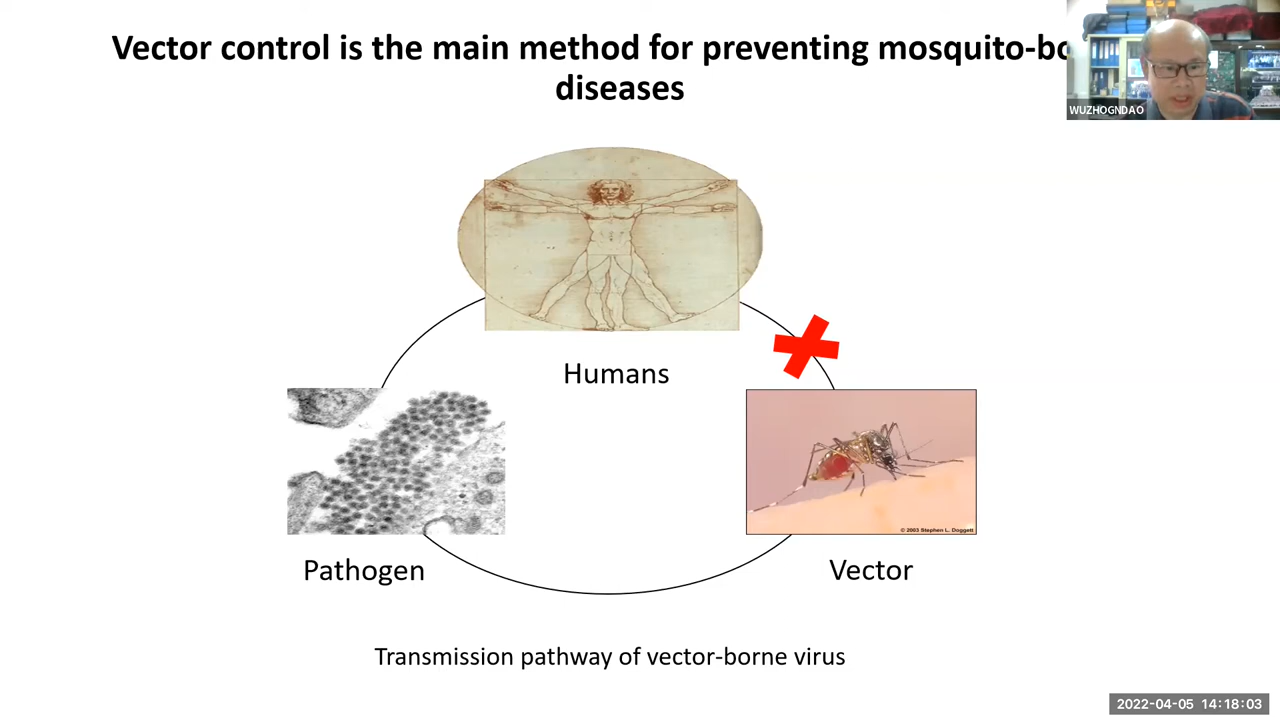 Vector control is the main method for preventing mosquito-bo
diseases
WUZHOGNDAO
Humans
© 2003 Stephen L. Doggett
Pathogen
Vector
Transmission pathway of vector-borne virus
2022-04-05 14:18:03